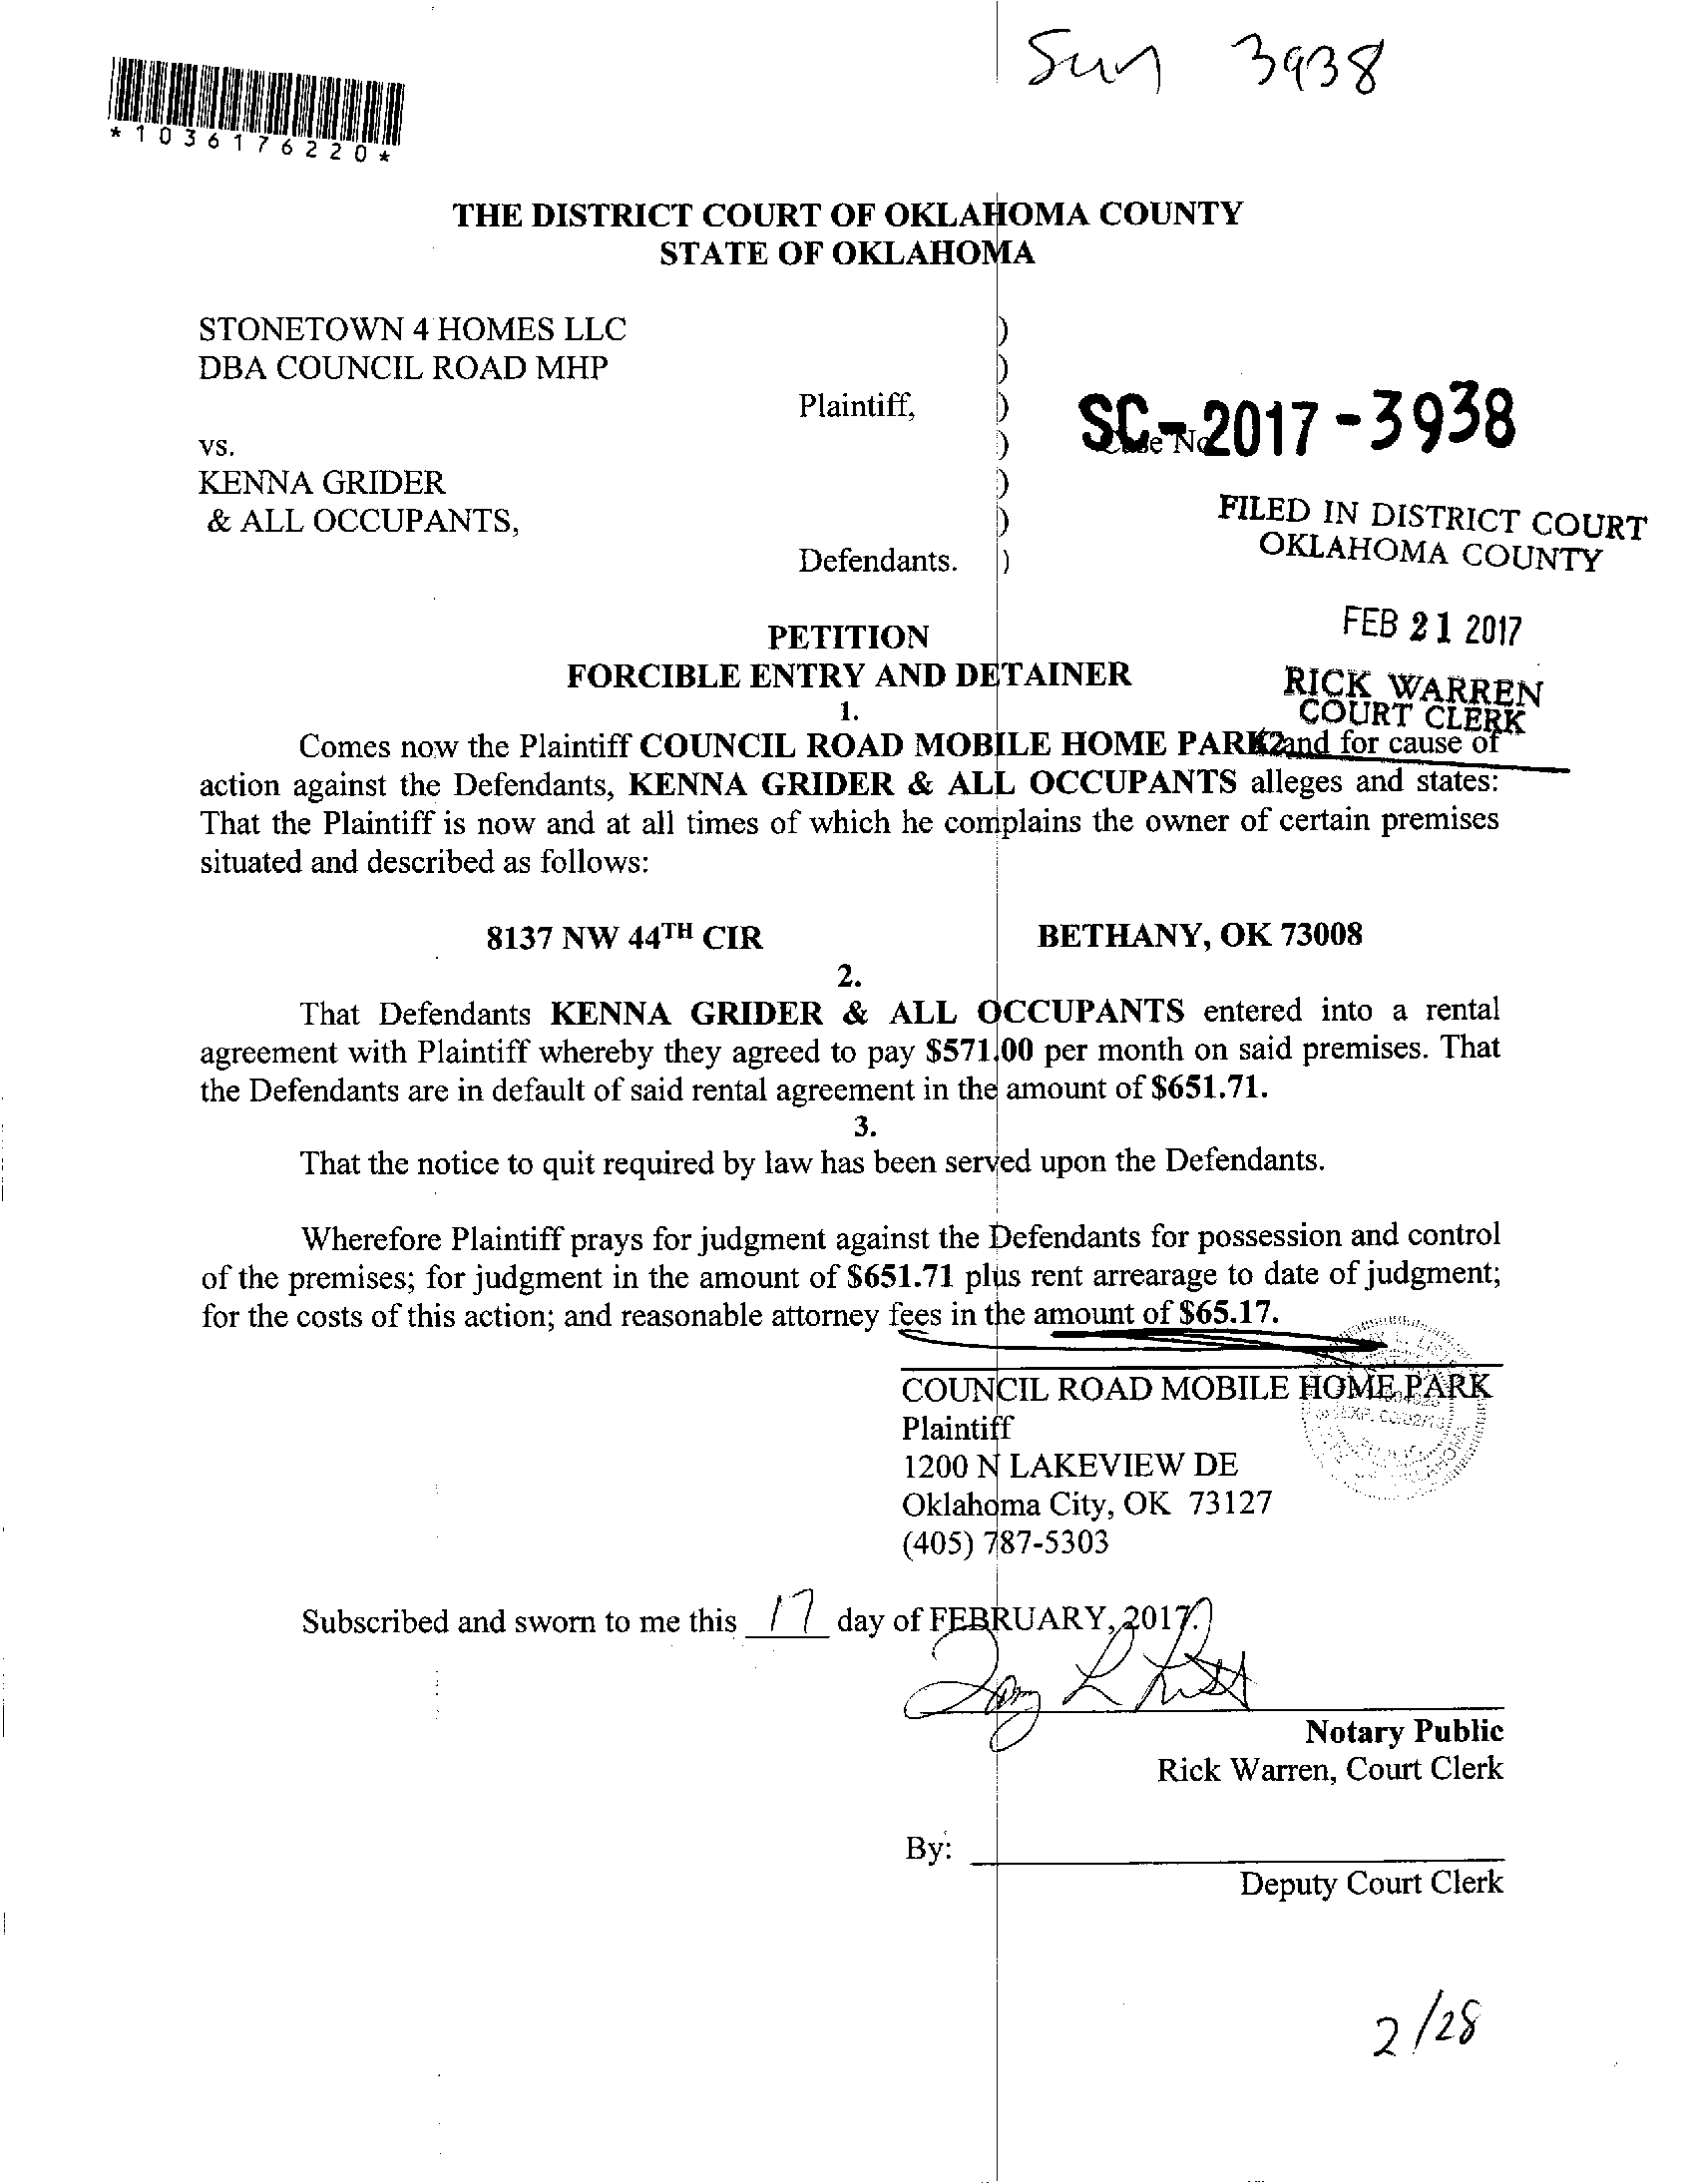 Sun 3938
*1036176220*
THE DISTRICT COURT OF OKLAHOMA COUNTY
STATE OF OKLAHOMA
STONETOWN 4 HOMES LLC )
DBA COUNCIL ROAD MHP )
Plaintiff, )
SC-2017-3938
vs. )
KENNA GRIDER )
& ALL OCCUPANTS, )
Defendants. )
FILED IN DISTRICT COURT
OKLAHOMA COUNTY
FEB 21 2017
RICK WARREN
COURT CLERK
PETITION
FORCIBLE ENTRY AND DETAINER
1.
Comes now the Plaintiff COUNCIL ROAD MOBILE HOME PARK and for cause of
action against the Defendants, KENNA GRIDER & ALL OCCUPANTS alleges and states:
That the Plaintiff is now and at all times of which he complains the owner of certain premises
situated and described as follows:
8137 NW 44TH CIR BETHANY, OK 73008
2.
That Defendants KENNA GRIDER & ALL OCCUPANTS entered into a rental
agreement with Plaintiff whereby they agreed to pay $571.00 per month on said premises. That
the Defendants are in default of said rental agreement in the amount of $651.71.
3.
That the notice to quit required by law has been served upon the Defendants.
Wherefore Plaintiff prays for judgment against the Defendants for possession and control
of the premises; for judgment in the amount of $651.71 plus rent arrearage to date of judgment;
for the costs of this action; and reasonable attorney fees in the amount of $65.17.
COUNCIL ROAD MOBILE HOME PARK
Plaintiff
1200 N LAKEVIEW DE
Oklahoma City, OK 73127
(405) 787-5303
Subscribed and sworn to me this 17 day of FEBRUARY, 2017.
Notary Public
Rick Warren, Court Clerk
By:
Deputy Court Clerk
2/28